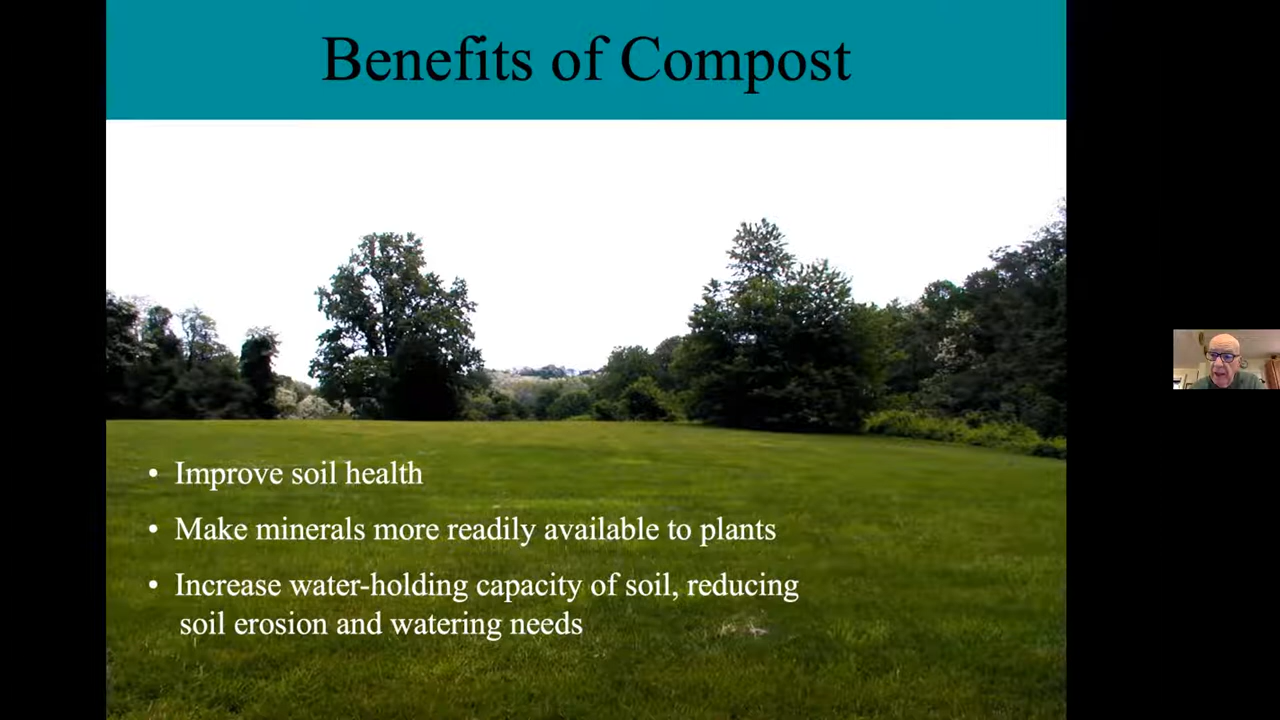 Benefits of Compost
• Improve soil health
• Make minerals more readily available to plants
• Increase water-holding capacity of soil, reducing
soil erosion and watering needs